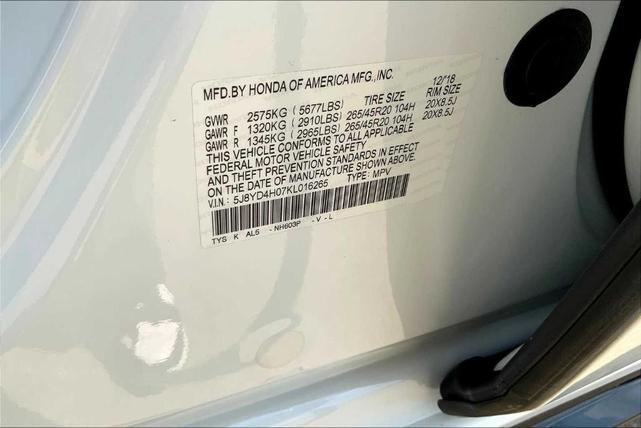 MFD.BY HONDA OF AMERICA MFG.,INC. 12/18
GVWR 2575KG ( 5677LBS) TIRE SIZE RIM SIZE
GAWR F 1320KG ( 2910LBS) 265/45R20 104H 20X8.5J
GAWR R 1345KG ( 2965LBS) 265/45R20 104H 20X8.5J
THIS VEHICLE CONFORMS TO ALL APPLICABLE
FEDERAL MOTOR VEHICLE SAFETY
AND THEFT PREVENTION STANDARDS IN EFFECT
ON THE DATE OF MANUFACTURE SHOWN ABOVE.
V.I.N.: 5J8YD4H07KL016265 TYPE: MPV
TYS K AL5 - NH603P - V - L